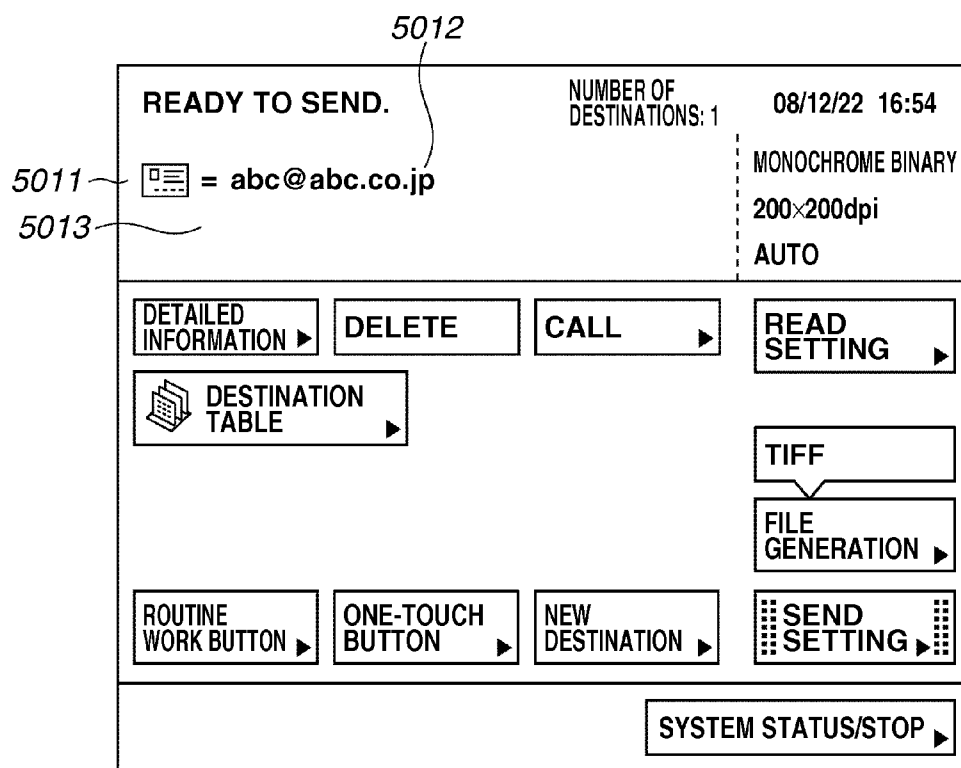 5012
READY TO SEND.
NUMBER OF
DESTINATIONS: 1
08/12/22 16:54
5011
= abc@abc.co.jp
5013
MONOCHROME BINARY
200×200dpi
AUTO
DETAILED
INFORMATION
DELETE
CALL
READ
SETTING
DESTINATION
TABLE
TIFF
FILE
GENERATION
ROUTINE
WORK BUTTON
ONE-TOUCH
BUTTON
NEW
DESTINATION
SEND
SETTING
SYSTEM STATUS/STOP